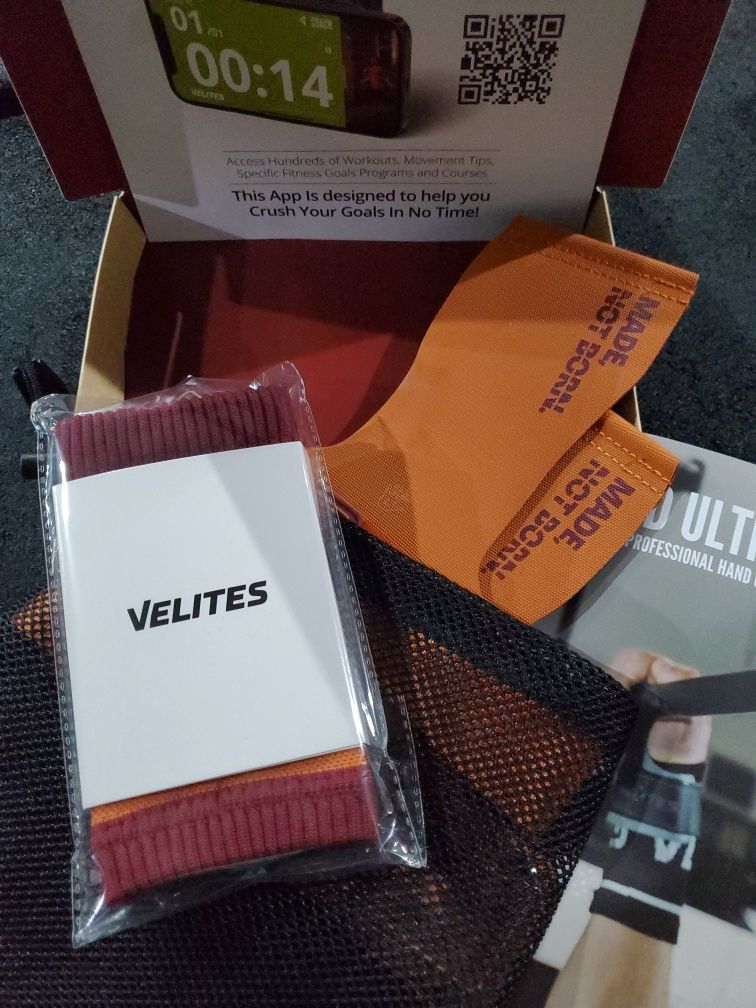 01 /01
COACH
00:14
VELITES
Access Hundreds of Workouts, Movement Tips,
Specific Fitness Goals Programs and Courses
This App Is designed to help you
Crush Your Goals In No Time!
MADE,
NOT BORN.
MADE,
NOT BORN.
VELITES
PROFESSIONAL HAND